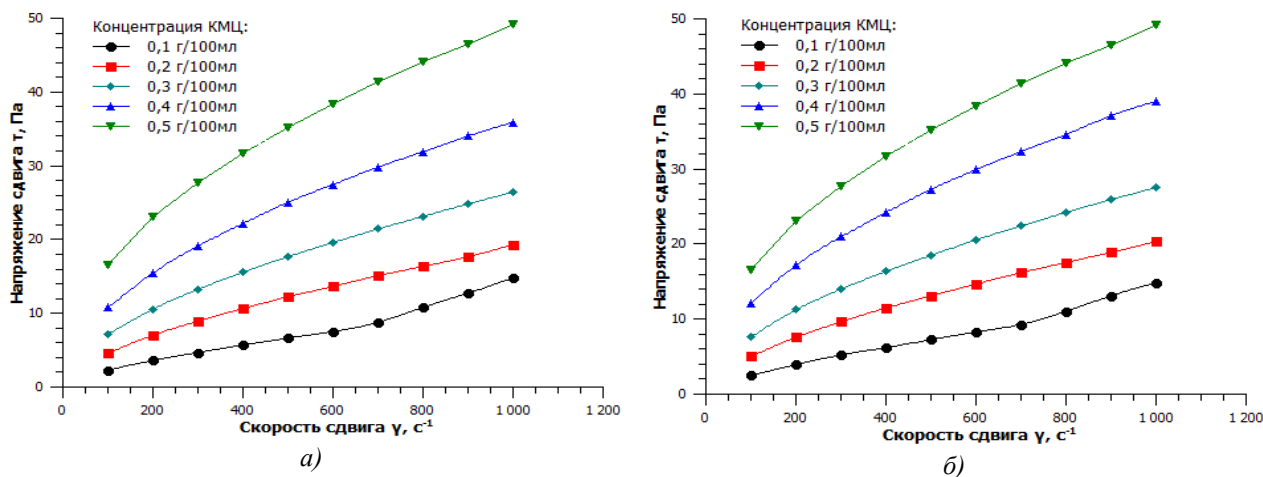 Концентрация КМЦ:
0,1 г/100мл
0,2 г/100мл
0,3 г/100мл
0,4 г/100мл
0,5 г/100мл
50
40
30
20
10
0
Напряжение сдвига τ, Па
0
200
400
600
800
1 000
1 200
Скорость сдвига γ, с⁻¹
а)
Концентрация КМЦ:
0,1 г/100мл
0,2 г/100мл
0,3 г/100мл
0,4 г/100мл
0,5 г/100мл
50
40
30
20
10
0
Напряжение сдвига τ, Па
0
200
400
600
800
1 000
1 200
Скорость сдвига γ, с⁻¹
б)